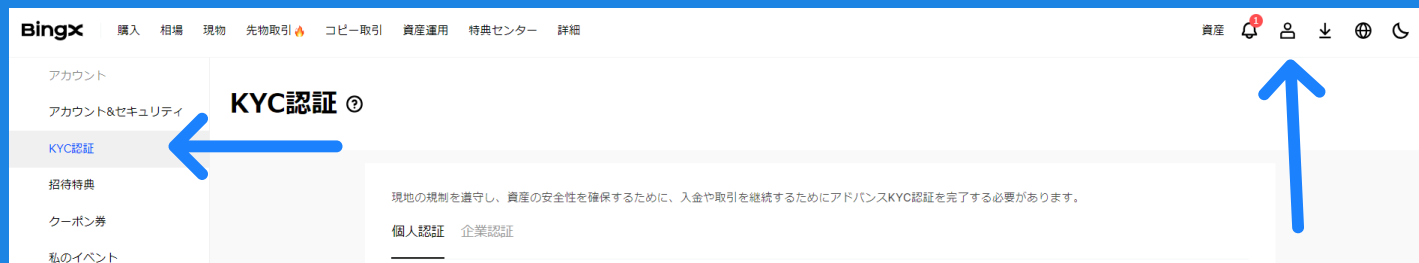 BingX 購入 相場 現物 先物取引 コピー取引 資産運用 特典センター 詳細 資産 1
アカウント
アカウント&セキュリティ
KYC認証
招待特典
クーポン券
私のイベント
KYC認証 ?
現地の規制を遵守し、資産の安全性を確保するために、入金や取引を継続するためにアドバンスKYC認証を完了する必要があります。
個人認証 企業認証